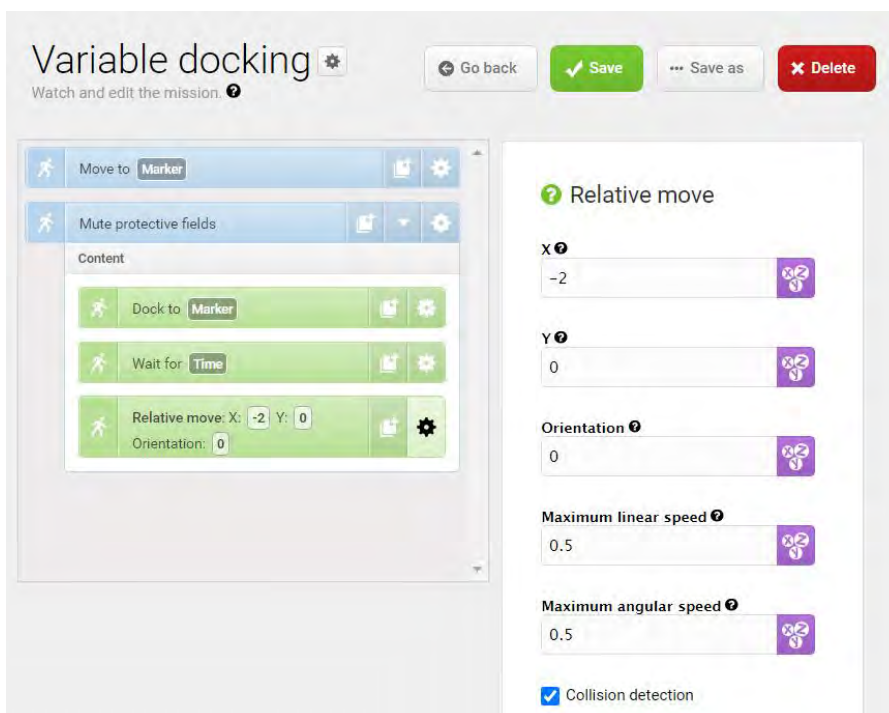 Variable docking
Go back
Save
Save as
Delete
Watch and edit the mission.
Move to Marker
Mute protective fields
Content
Dock to Marker
Wait for Time
Relative move: X: -2 Y: 0
Orientation: 0
Relative move
X
-2
Y
0
Orientation
0
Maximum linear speed
0.5
Maximum angular speed
0.5
Collision detection